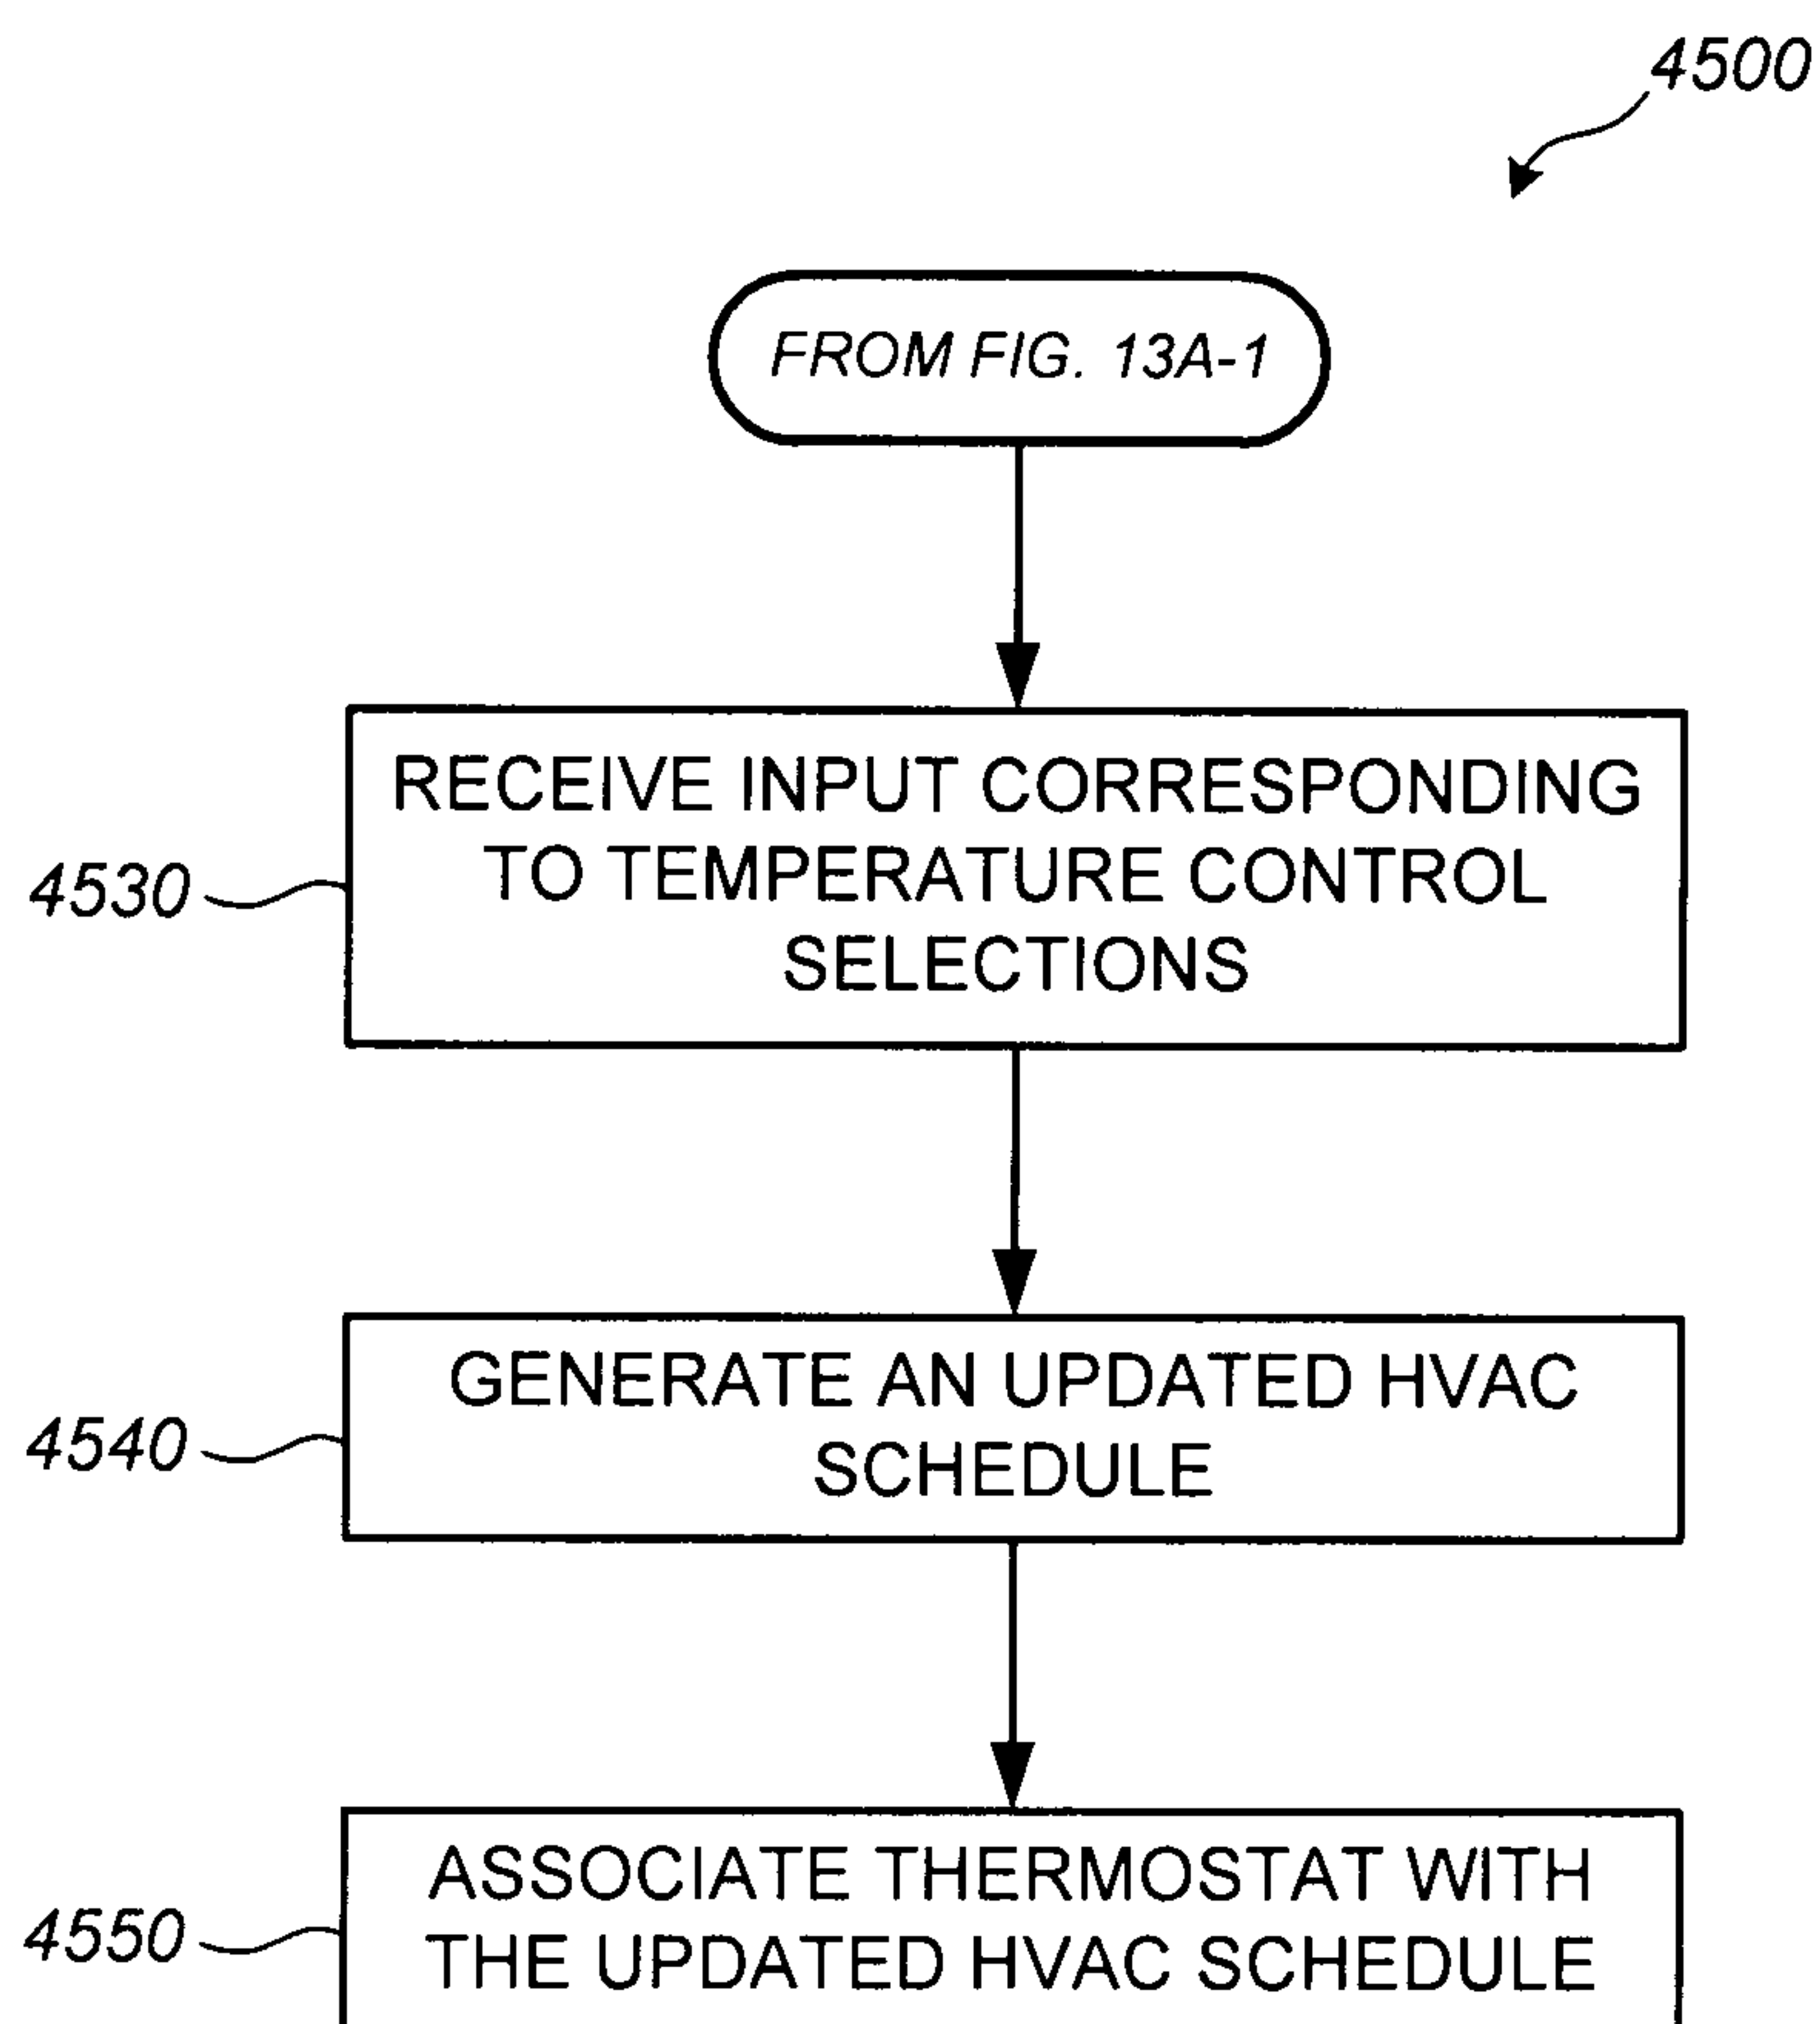 4500
FROM FIG. 13A-1
RECEIVE INPUT CORRESPONDING
TO TEMPERATURE CONTROL
SELECTIONS
4530
GENERATE AN UPDATED HVAC
SCHEDULE
4540
ASSOCIATE THERMOSTAT WITH
THE UPDATED HVAC SCHEDULE
4550